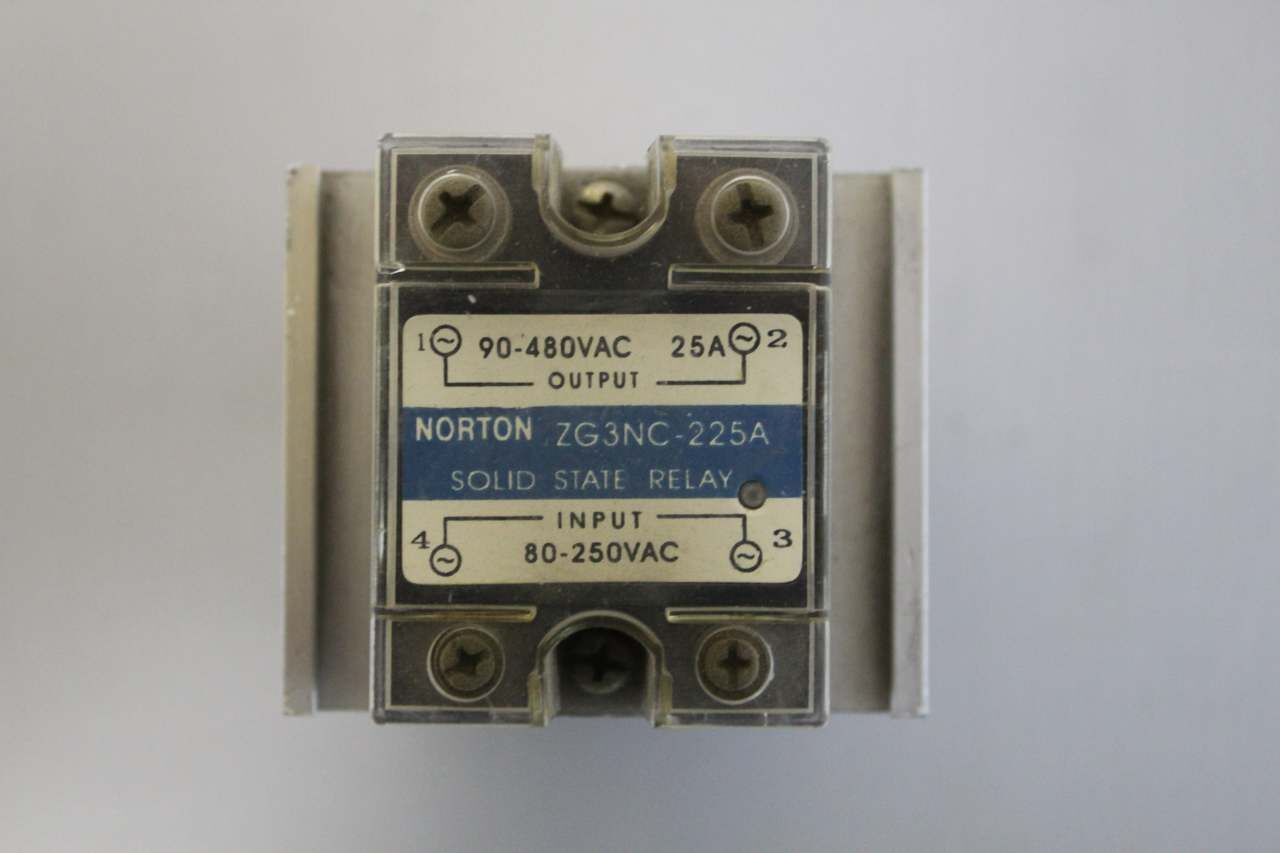 1 90-480VAC 25A 2
OUTPUT
NORTON ZG3NC-225A
SOLID STATE RELAY
INPUT
4 80-250VAC 3